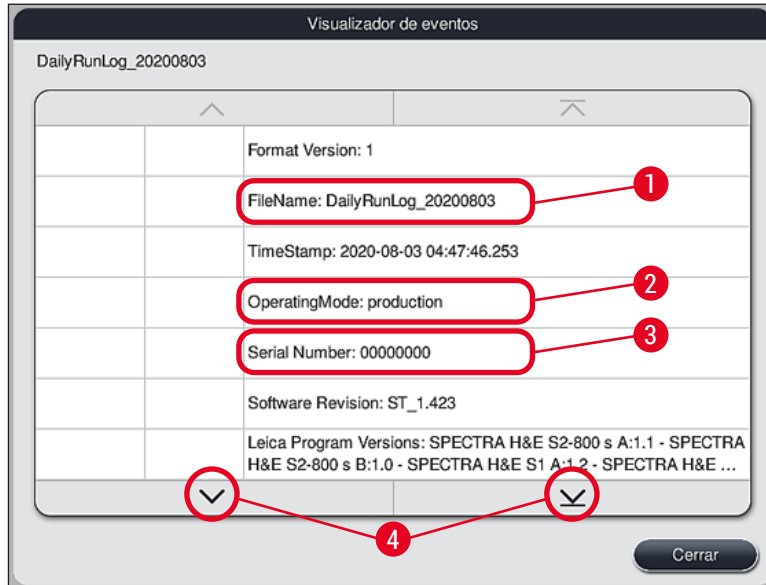 Visualizador de eventos
DailyRunLog_20200803
Format Version: 1
FileName: DailyRunLog_20200803
1
TimeStamp: 2020-08-03 04:47:46.253
OperatingMode: production
2
Serial Number: 00000000
3
Software Revision: ST_1.423
Leica Program Versions: SPECTRA H&E S2-800 s A:1.1 - SPECTRA
H&E S2-800 s B:1.0 - SPECTRA H&E S1 A:1.2 - SPECTRA H&E ...
4
Cerrar